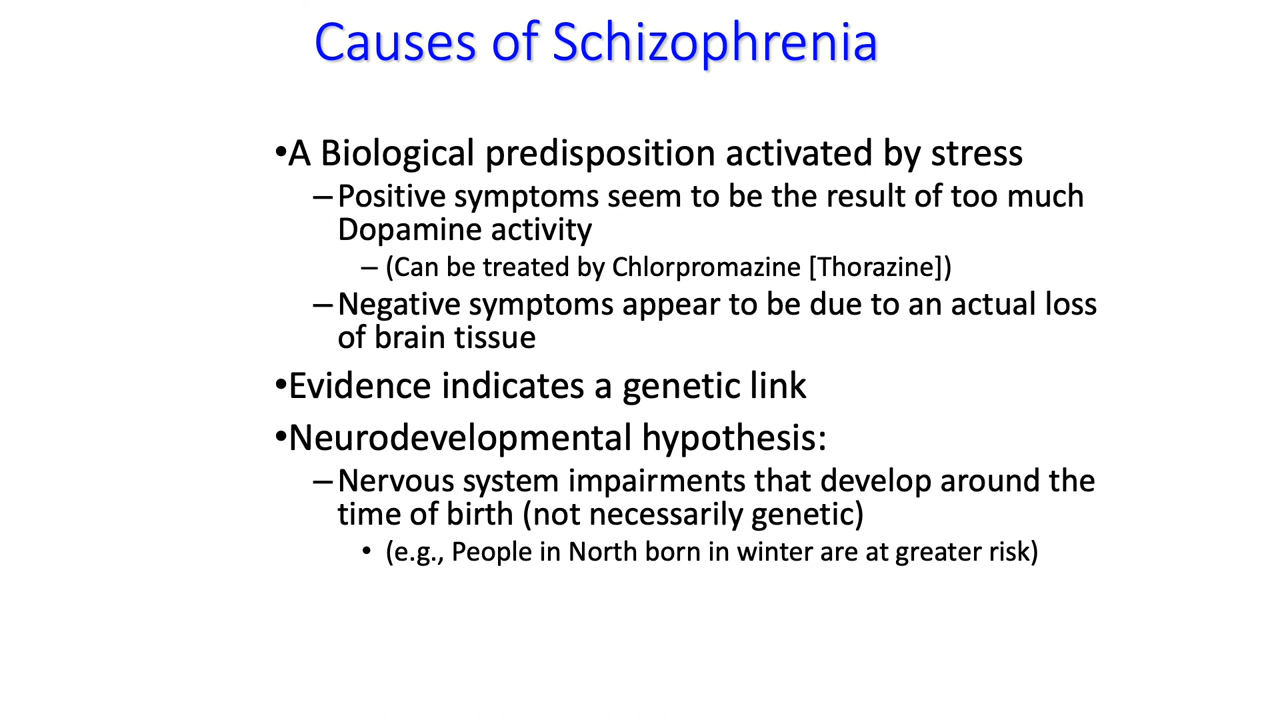 Causes of Schizophrenia
•A Biological predisposition activated by stress
–Positive symptoms seem to be the result of too much
Dopamine activity
– (Can be treated by Chlorpromazine [Thorazine])
–Negative symptoms appear to be due to an actual loss
of brain tissue
•Evidence indicates a genetic link
•Neurodevelopmental hypothesis:
–Nervous system impairments that develop around the
time of birth (not necessarily genetic)
• (e.g., People in North born in winter are at greater risk)